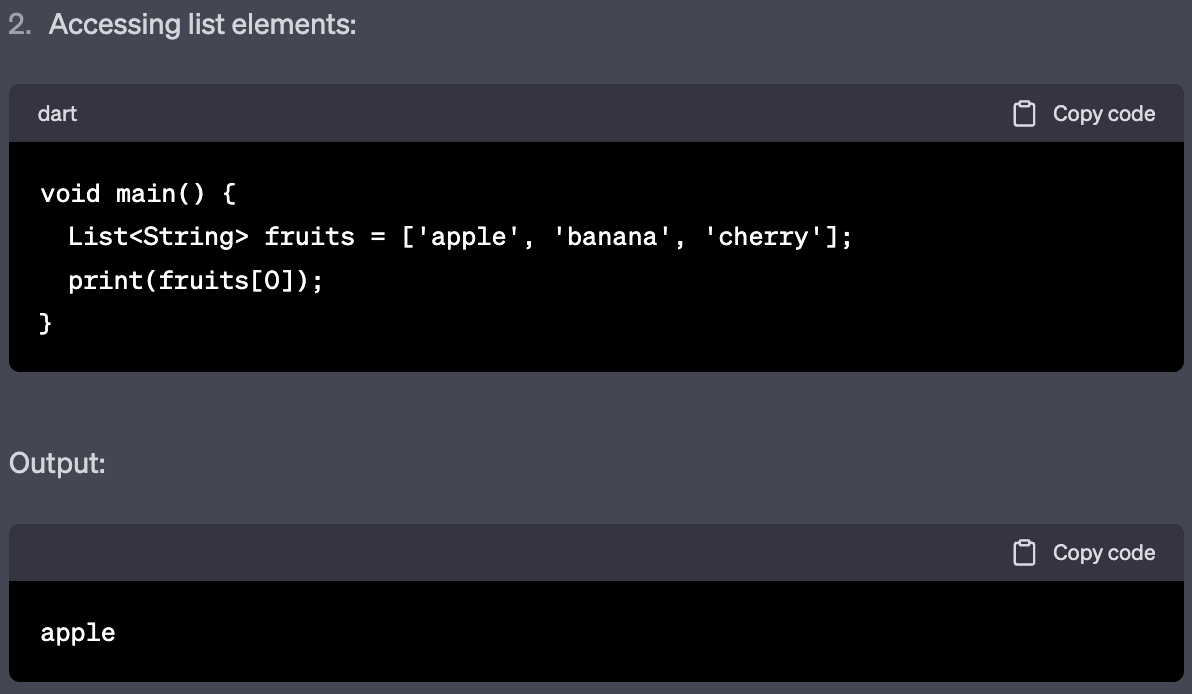 2. Accessing list elements:
dart
Copy code
void main() {
  List<String> fruits = ['apple', 'banana', 'cherry'];
  print(fruits[0]);
}
Output:
Copy code
apple